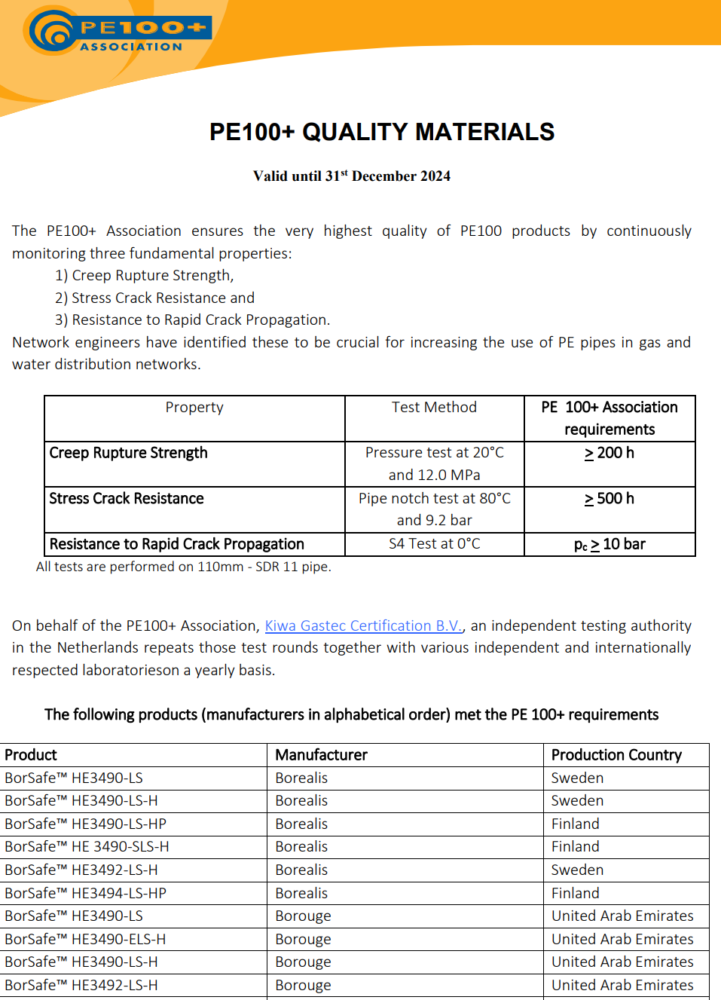 PE100+
ASSOCIATION
PE100+ QUALITY MATERIALS
Valid until 31st December 2024
The PE100+ Association ensures the very highest quality of PE100 products by continuously
monitoring three fundamental properties:
1) Creep Rupture Strength,
2) Stress Crack Resistance and
3) Resistance to Rapid Crack Propagation.
Network engineers have identified these to be crucial for increasing the use of PE pipes in gas and
water distribution networks.
Property Test Method PE 100+ Association
requirements
Creep Rupture Strength Pressure test at 20°C ≥ 200 h
and 12.0 MPa
Stress Crack Resistance Pipe notch test at 80°C ≥ 500 h
and 9.2 bar
Resistance to Rapid Crack Propagation S4 Test at 0°C pc ≥ 10 bar
All tests are performed on 110mm - SDR 11 pipe.
On behalf of the PE100+ Association, Kiwa Gastec Certification B.V., an independent testing authority
in the Netherlands repeats those test rounds together with various independent and internationally
respected laboratorieson a yearly basis.
The following products (manufacturers in alphabetical order) met the PE 100+ requirements
Product Manufacturer Production Country
BorSafe™ HE3490-LS Borealis Sweden
BorSafe™ HE3490-LS-H Borealis Sweden
BorSafe™ HE3490-LS-HP Borealis Finland
BorSafe™ HE 3490-SLS-H Borealis Finland
BorSafe™ HE3492-LS-H Borealis Sweden
BorSafe™ HE3494-LS-HP Borealis Finland
BorSafe™ HE3490-LS Borouge United Arab Emirates
BorSafe™ HE3490-ELS-H Borouge United Arab Emirates
BorSafe™ HE3490-LS-H Borouge United Arab Emirates
BorSafe™ HE3492-LS-H Borouge United Arab Emirates